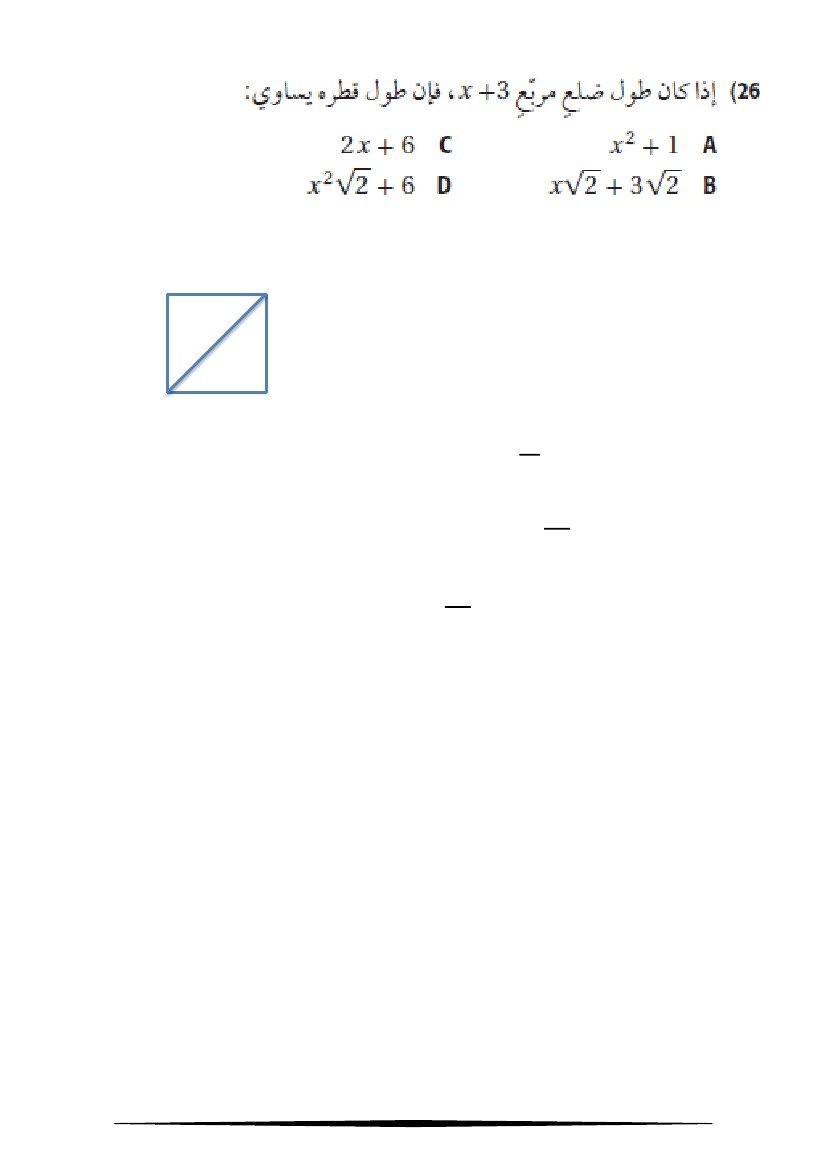 26) إذا كان طول ضلعِ مربّعٍ x +3، فإن طول قطره يساوي:
A x² + 1 C 2x + 6
B x√2 + 3√2 D x²√2 + 6